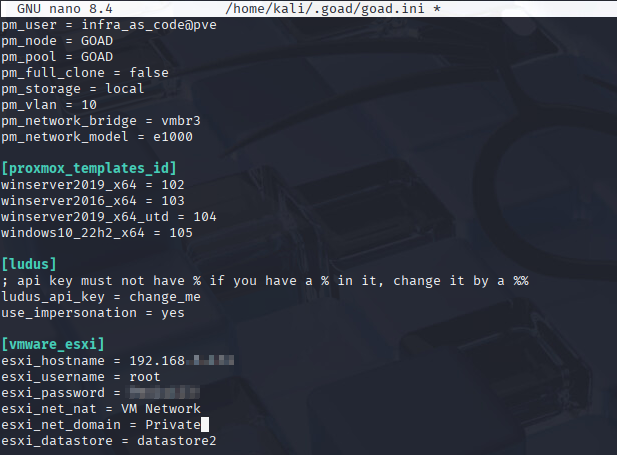 GNU nano 8.4 /home/kali/.goad/goad.ini *
pm_user = infra_as_code@pve
pm_node = GOAD
pm_pool = GOAD
pm_full_clone = false
pm_storage = local
pm_vlan = 10
pm_network_bridge = vmbr3
pm_network_model = e1000
[proxmox_templates_id]
winserver2019_x64 = 102
winserver2016_x64 = 103
winserver2019_x64_utd = 104
windows10_22h2_x64 = 105
[ludus]
; api key must not have % if you have a % in it, change it by a %%
ludus_api_key = change_me
use_impersonation = yes
[vmware_esxi]
esxi_hostname = 192.168
esxi_username = root
esxi_password =
esxi_net_nat = VM Network
esxi_net_domain = Private
esxi_datastore = datastore2